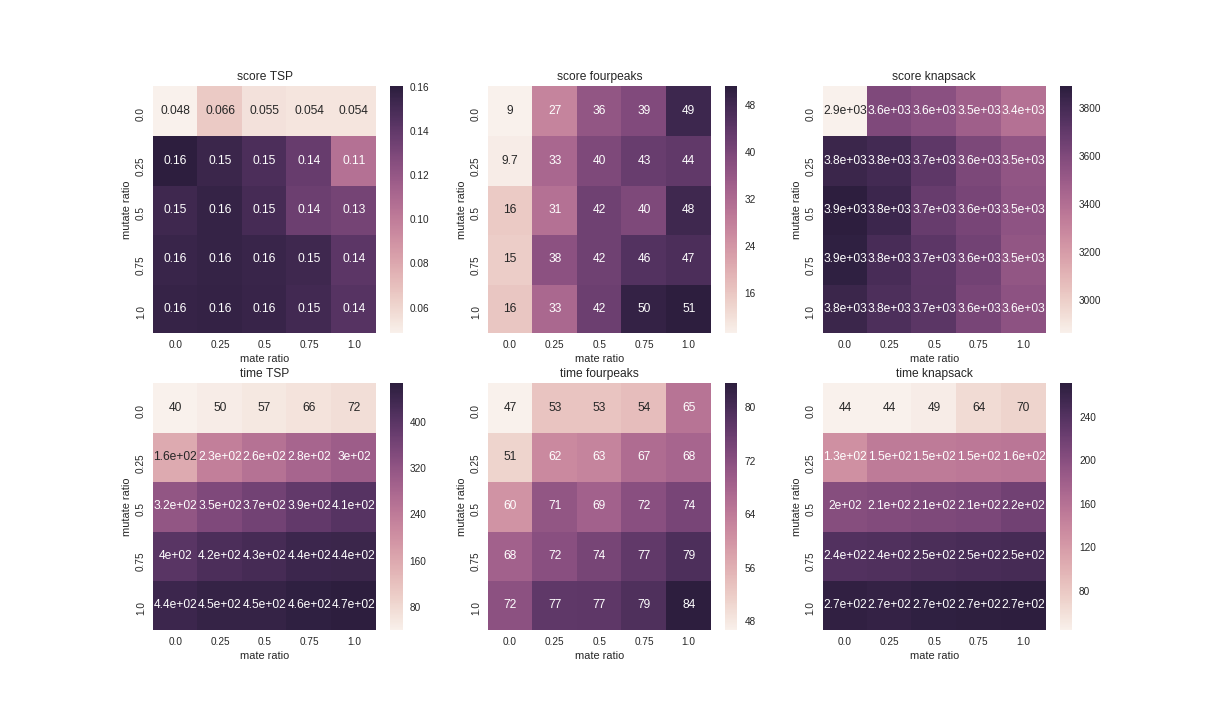 score TSP
0.0 0.048 0.066 0.055 0.054 0.054
0.25 0.16 0.15 0.15 0.14 0.11
0.5 0.15 0.16 0.15 0.14 0.13
0.75 0.16 0.16 0.16 0.15 0.14
1.0 0.16 0.16 0.16 0.15 0.14
0.0 0.25 0.5 0.75 1.0
mate ratio
mutate ratio
0.16
0.14
0.12
0.10
0.08
0.06
score fourpeaks
0.0 9 27 36 39 49
0.25 9.7 33 40 43 44
0.5 16 31 42 40 48
0.75 15 38 42 46 47
1.0 16 33 42 50 51
0.0 0.25 0.5 0.75 1.0
mate ratio
mutate ratio
48
40
32
24
16
score knapsack
0.0 2.9e+03 3.6e+03 3.6e+03 3.5e+03 3.4e+03
0.25 3.8e+03 3.8e+03 3.7e+03 3.6e+03 3.5e+03
0.5 3.9e+03 3.8e+03 3.7e+03 3.6e+03 3.5e+03
0.75 3.9e+03 3.8e+03 3.7e+03 3.6e+03 3.5e+03
1.0 3.8e+03 3.8e+03 3.7e+03 3.6e+03 3.6e+03
0.0 0.25 0.5 0.75 1.0
mate ratio
mutate ratio
3800
3600
3400
3200
3000
time TSP
0.0 40 50 57 66 72
0.25 1.6e+02 2.3e+02 2.6e+02 2.8e+02 3e+02
0.5 3.2e+02 3.5e+02 3.7e+02 3.9e+02 4.1e+02
0.75 4e+02 4.2e+02 4.3e+02 4.4e+02 4.4e+02
1.0 4.4e+02 4.5e+02 4.5e+02 4.6e+02 4.7e+02
0.0 0.25 0.5 0.75 1.0
mate ratio
mutate ratio
400
320
240
160
80
time fourpeaks
0.0 47 53 53 54 65
0.25 51 62 63 67 68
0.5 60 71 69 72 74
0.75 68 72 74 77 79
1.0 72 77 77 79 84
0.0 0.25 0.5 0.75 1.0
mate ratio
mutate ratio
80
72
64
56
48
time knapsack
0.0 44 44 49 64 70
0.25 1.3e+02 1.5e+02 1.5e+02 1.5e+02 1.6e+02
0.5 2e+02 2.1e+02 2.1e+02 2.1e+02 2.2e+02
0.75 2.4e+02 2.4e+02 2.5e+02 2.5e+02 2.5e+02
1.0 2.7e+02 2.7e+02 2.7e+02 2.7e+02 2.7e+02
0.0 0.25 0.5 0.75 1.0
mate ratio
mutate ratio
240
200
160
120
80